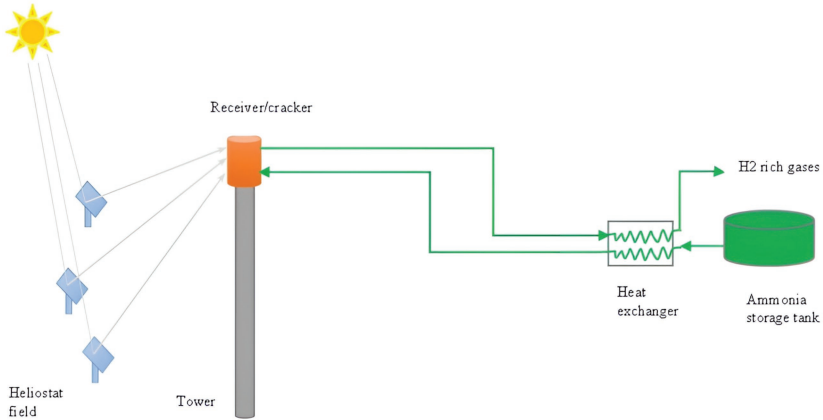 Receiver/cracker
H2 rich gases
Heat
exchanger
Ammonia
storage tank
Heliostat
field
Tower